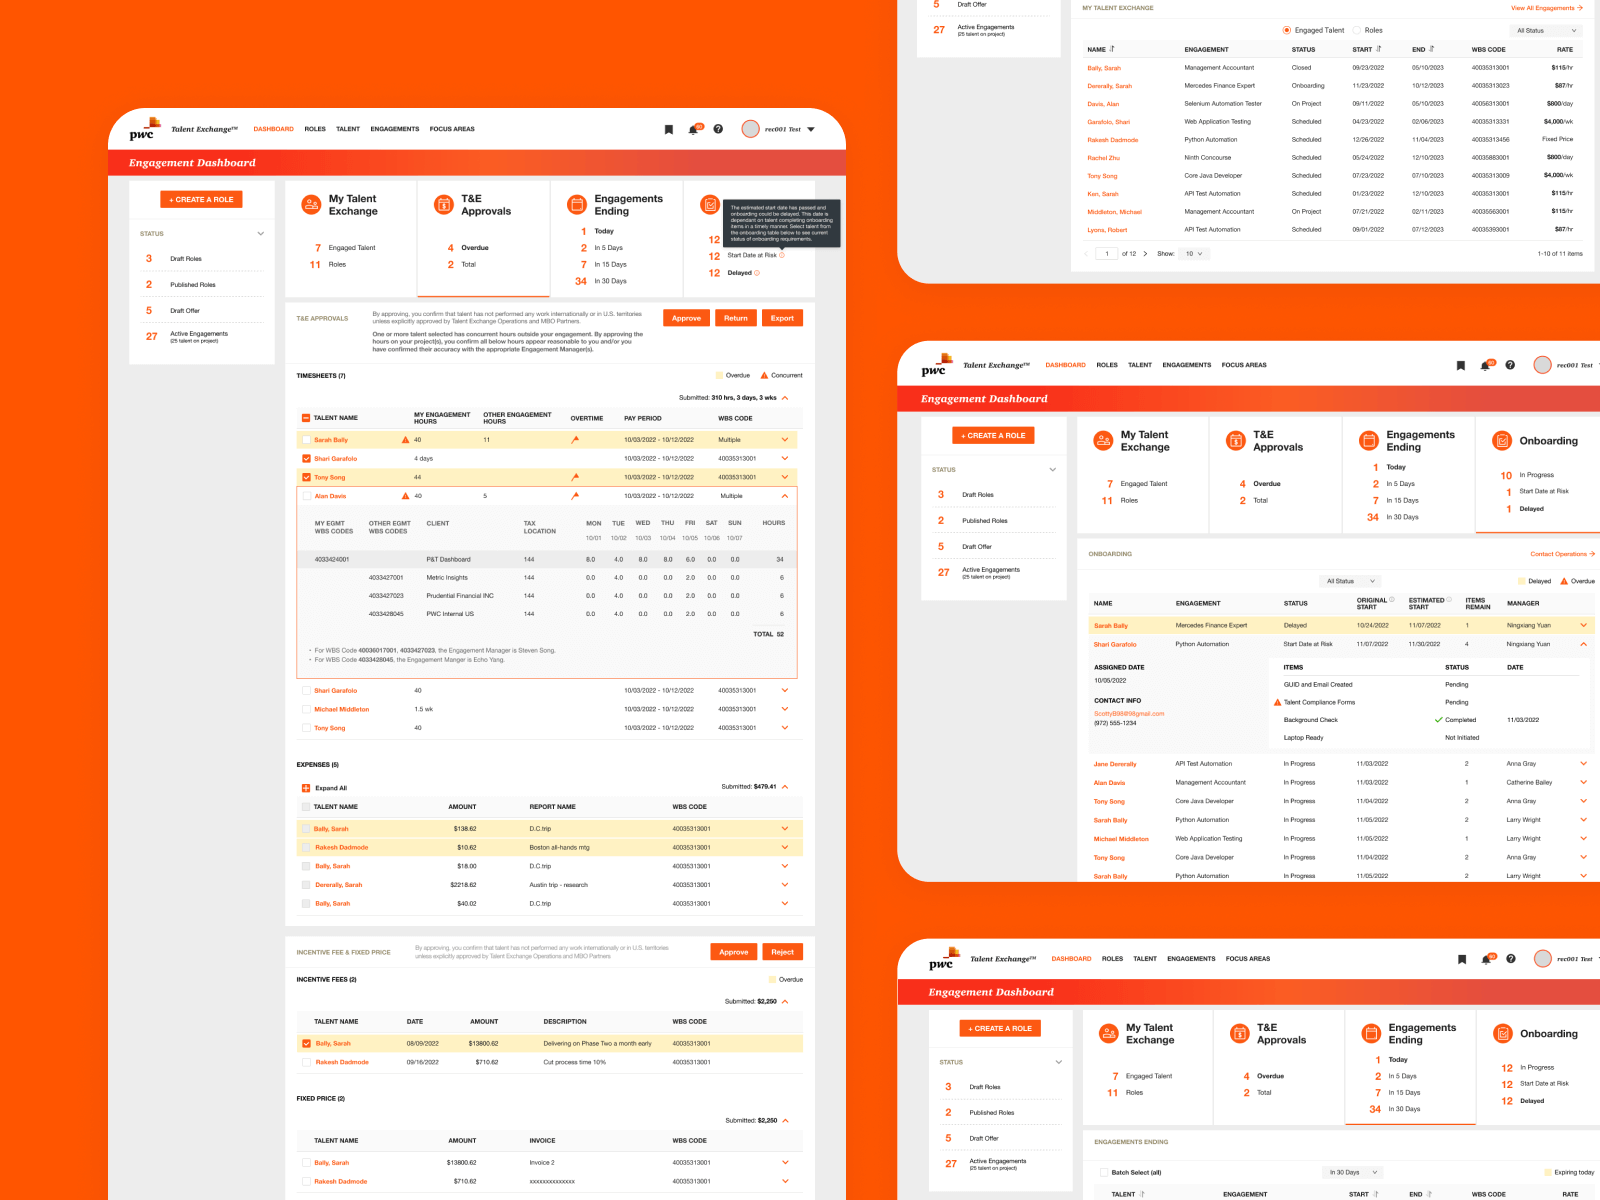 pwc
Talent Exchange™ DASHBOARD ROLES TALENT ENGAGEMENTS FOCUS AREAS rec001 Test
Engagement Dashboard
+ CREATE A ROLE
STATUS
3 Draft Roles
2 Published Roles
5 Draft Offer
27 Active Engagements
(25 talent on project)
My Talent Exchange
7 Engaged Talent
11 Roles
T&E Approvals
4 Overdue
2 Total
Engagements Ending
1 Today
2 In 5 Days
7 In 15 Days
34 In 30 Days
The estimated start date has passed and
onboarding could be delayed. This date is
dependant on talent completing onboarding
items in a timely manner. Select talent from
the onboarding table below to see current
status of onboarding requirements.
12
12 Start Date at Risk
12 Delayed
T&E APPROVALS
By approving, you confirm that talent has not performed any work internationally or in U.S. territories
unless explicitly approved by Talent Exchange Operations and MBO Partners.
One or more talent selected has concurrent hours outside your engagement. By approving the
hours on your project(s), you confirm all below hours appear reasonable to you and/or you
have confirmed their accuracy with the appropriate Engagement Manager(s).
Approve Return Export
TIMESHEETS (7) Overdue Concurrent
Submitted: 310 hrs, 3 days, 3 wks
TALENT NAME MY ENGAGEMENT HOURS OTHER ENGAGEMENT HOURS OVERTIME PAY PERIOD WBS CODE
Sarah Bally 40 11 10/03/2022 - 10/12/2022 Multiple
Shari Garafolo 4 days 10/03/2022 - 10/12/2022 40035313001
Tony Song 44 10/03/2022 - 10/12/2022 40035313001
Alan Davis 40 5 10/03/2022 - 10/12/2022 Multiple
MY EGMT WBS CODES OTHER EGMT WBS CODES CLIENT TAX LOCATION MON TUE WED THU FRI SAT SUN HOURS
10/01 10/02 10/03 10/04 10/05 10/06 10/07
4033424001 P&T Dashboard 144 8.0 4.0 8.0 8.0 6.0 0.0 0.0 34
4033427001 Metric Insights 144 0.0 4.0 0.0 0.0 2.0 0.0 0.0 6
4033427023 Prudential Financial INC 144 0.0 4.0 0.0 0.0 2.0 0.0 0.0 6
4033428045 PWC Internal US 144 0.0 4.0 0.0 0.0 2.0 0.0 0.0 6
TOTAL 52
• For WBS Code 40036017001, 4033427023, the Engagement Manager is Steven Song.
• For WBS Code 4033428045, the Engagement Manger is Echo Yang.
Shari Garafolo 40 10/03/2022 - 10/12/2022 40035313001
Michael Middleton 1.5 wk 10/03/2022 - 10/12/2022 40035313001
Tony Song 40 10/03/2022 - 10/12/2022 40035313001
EXPENSES (5)
Expand All Submitted: $479.41
TALENT NAME AMOUNT REPORT NAME WBS CODE
Bally, Sarah $138.62 D.C.trip 40035313001
Rakesh Dadmode $10.62 Boston all-hands mtg 40035313001
Bally, Sarah $18.00 D.C.trip 40035313001
Dererally, Sarah $2218.62 Austin trip - research 40035313001
Bally, Sarah $40.02 D.C.trip 40035313001
INCENTIVE FEE & FIXED PRICE
By approving, you confirm that talent has not performed any work internationally or in U.S. territories
unless explicitly approved by Talent Exchange Operations and MBO Partners
Approve Reject
INCENTIVE FEES (2) Overdue
Submitted: $2,250
TALENT NAME DATE AMOUNT DESCRIPTION WBS CODE
Bally, Sarah 08/09/2022 $13800.62 Delivering on Phase Two a month early 40035313001
Rakesh Dadmode 09/16/2022 $710.62 Cut process time 10% 40035313001
FIXED PRICE (2)
Submitted: $2,250
TALENT NAME AMOUNT INVOICE WBS CODE
Bally, Sarah $13800.62 Invoice 2 40035313001
Rakesh Dadmode $710.62 xxxxxxxxxxxxxx 40035313001
5 Draft Offer
27 Active Engagements
(25 talent on project)
MY TALENT EXCHANGE View All Engagements
Engaged Talent Roles All Status
NAME ENGAGEMENT STATUS START END WBS CODE RATE
Bally, Sarah Management Accountant Closed 09/23/2022 05/10/2023 40035313001 $115/hr
Dererally, Sarah Mercedes Finance Expert Onboarding 11/23/2022 10/12/2023 40035313023 $87/hr
Davis, Alan Selenium Automation Tester On Project 09/11/2022 05/10/2023 40056313001 $800/day
Garafolo, Shari Web Application Testing Scheduled 04/23/2022 02/06/2023 40035313331 $4,000/wk
Rakesh Dadmode Python Automation Scheduled 12/26/2022 11/04/2023 40035313456 Fixed Price
Rachel Zhu Ninth Concourse Scheduled 05/24/2022 12/10/2023 40035883001 $800/day
Tony Song Core Java Developer Scheduled 07/23/2022 07/10/2023 40035313009 $4,000/wk
Ken, Sarah API Test Automation Scheduled 01/23/2022 12/10/2023 40035313001 $115/hr
Middleton, Michael Management Accountant On Project 07/21/2022 02/11/2023 40035563001 $115/hr
Lyons, Robert API Test Automation Scheduled 09/01/2022 07/12/2023 40035393001 $87/hr
1 of 12 Show: 10 1-10 of 11 items
pwc
Talent Exchange™ DASHBOARD ROLES TALENT ENGAGEMENTS FOCUS AREAS rec001 Test
Engagement Dashboard
+ CREATE A ROLE
STATUS
3 Draft Roles
2 Published Roles
5 Draft Offer
27 Active Engagements
(25 talent on project)
My Talent Exchange
7 Engaged Talent
11 Roles
T&E Approvals
4 Overdue
2 Total
Engagements Ending
1 Today
2 In 5 Days
7 In 15 Days
34 In 30 Days
Onboarding
10 In Progress
1 Start Date at Risk
1 Delayed
ONBOARDING Contact Operations
All Status Delayed Overdue
NAME ENGAGEMENT STATUS ORIGINAL START ESTIMATED START ITEMS REMAIN MANAGER
Sarah Bally Mercedes Finance Expert Delayed 10/24/2022 11/07/2022 1 Ningxiang Yuan
Shari Garafolo Python Automation Start Date at Risk 11/07/2022 11/30/2022 4 Ningxiang Yuan
ASSIGNED DATE
10/05/2022
CONTACT INFO
ScottyB98@98gmail.com
(972) 555-1234
ITEMS STATUS DATE
GUID and Email Created Pending
Talent Compliance Forms Pending
Background Check Completed 11/03/2022
Laptop Ready Not Initiated
Jane Dererally API Test Automation In Progress 11/03/2022 2 Anna Gray
Alan Davis Management Accountant In Progress 11/03/2022 1 Catherine Bailey
Tony Song Core Java Developer In Progress 11/04/2022 2 Anna Gray
Sarah Bally Python Automation In Progress 11/05/2022 2 Larry Wright
Michael Middleton Web Application Testing In Progress 11/05/2022 1 Larry Wright
Tony Song Core Java Developer In Progress 11/04/2022 2 Anna Gray
Sarah Bally Python Automation In Progress 11/05/2022 2 Larry Wright
pwc
Talent Exchange™ DASHBOARD ROLES TALENT ENGAGEMENTS FOCUS AREAS rec001 Test
Engagement Dashboard
+ CREATE A ROLE
STATUS
3 Draft Roles
2 Published Roles
5 Draft Offer
27 Active Engagements
(25 talent on project)
My Talent Exchange
7 Engaged Talent
11 Roles
T&E Approvals
4 Overdue
2 Total
Engagements Ending
1 Today
2 In 5 Days
7 In 15 Days
34 In 30 Days
Onboarding
12 In Progress
12 Start Date at Risk
12 Delayed
ENGAGEMENTS ENDING
Batch Select (all) In 30 Days Expiring today
TALENT ENGAGEMENT START END WBS CODE RATE